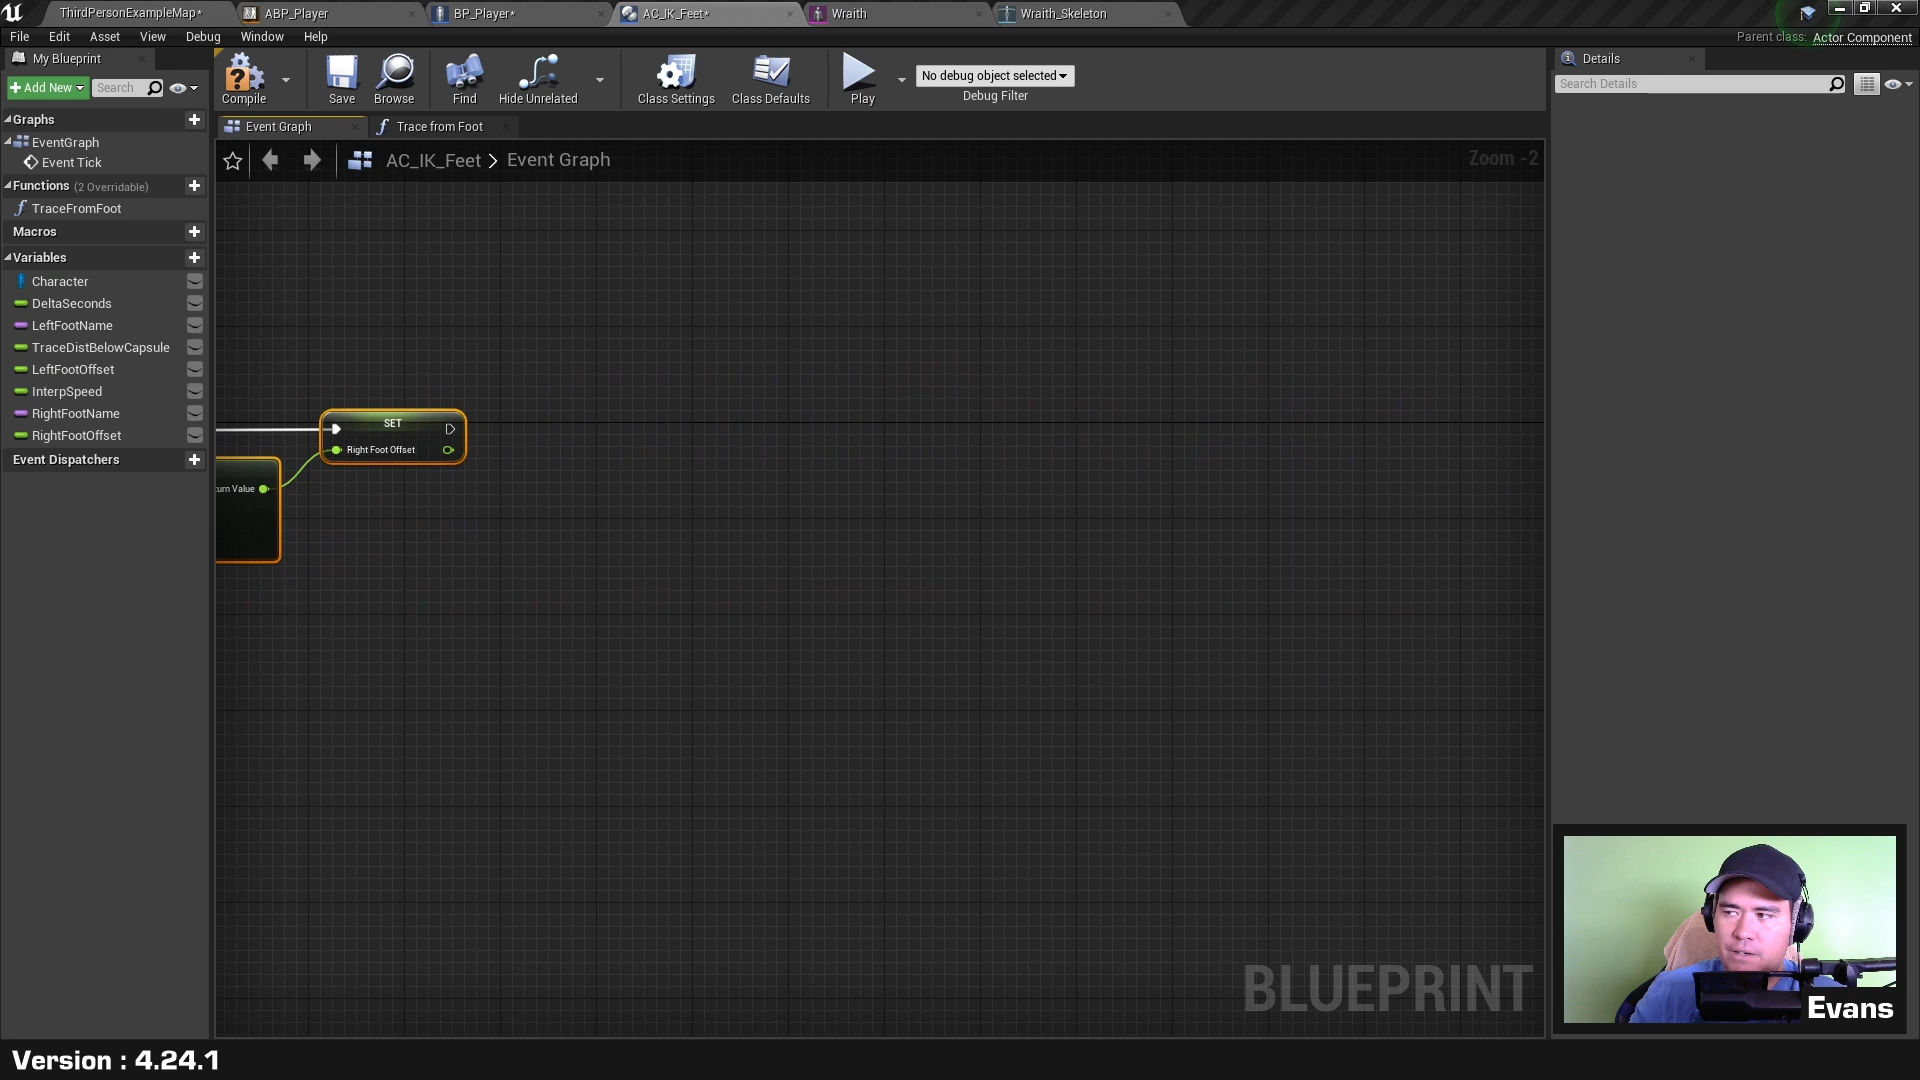 ThirdPersonExampleMap*
ABP_Player
BP_Player*
AC_IK_Feet*
Wraith
Wraith_Skeleton
File Edit Asset View Debug Window Help
Parent class: Actor Component
My Blueprint
Add New
Search
Compile
Save
Browse
Find
Hide Unrelated
Class Settings
Class Defaults
Play
No debug object selected
Debug Filter
Details
Search Details
Event Graph
Trace from Foot
AC_IK_Feet > Event Graph
Zoom -2
Graphs
EventGraph
Event Tick
Functions (2 Overridable)
TraceFromFoot
Macros
Variables
Character
DeltaSeconds
LeftFootName
TraceDistBelowCapsule
LeftFootOffset
InterpSpeed
RightFootName
RightFootOffset
Event Dispatchers
SET
Right Foot Offset
urn Value
BLUEPRINT
Evans
Version : 4.24.1